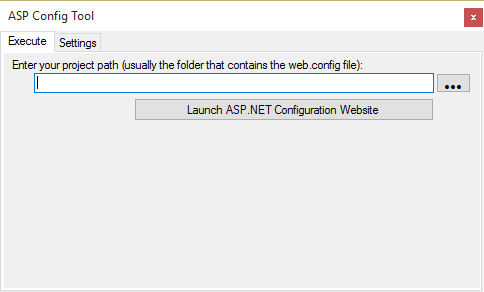 ASP Config Tool
x
Execute Settings
Enter your project path (usually the folder that contains the web.config file):
...
Launch ASP.NET Configuration Website